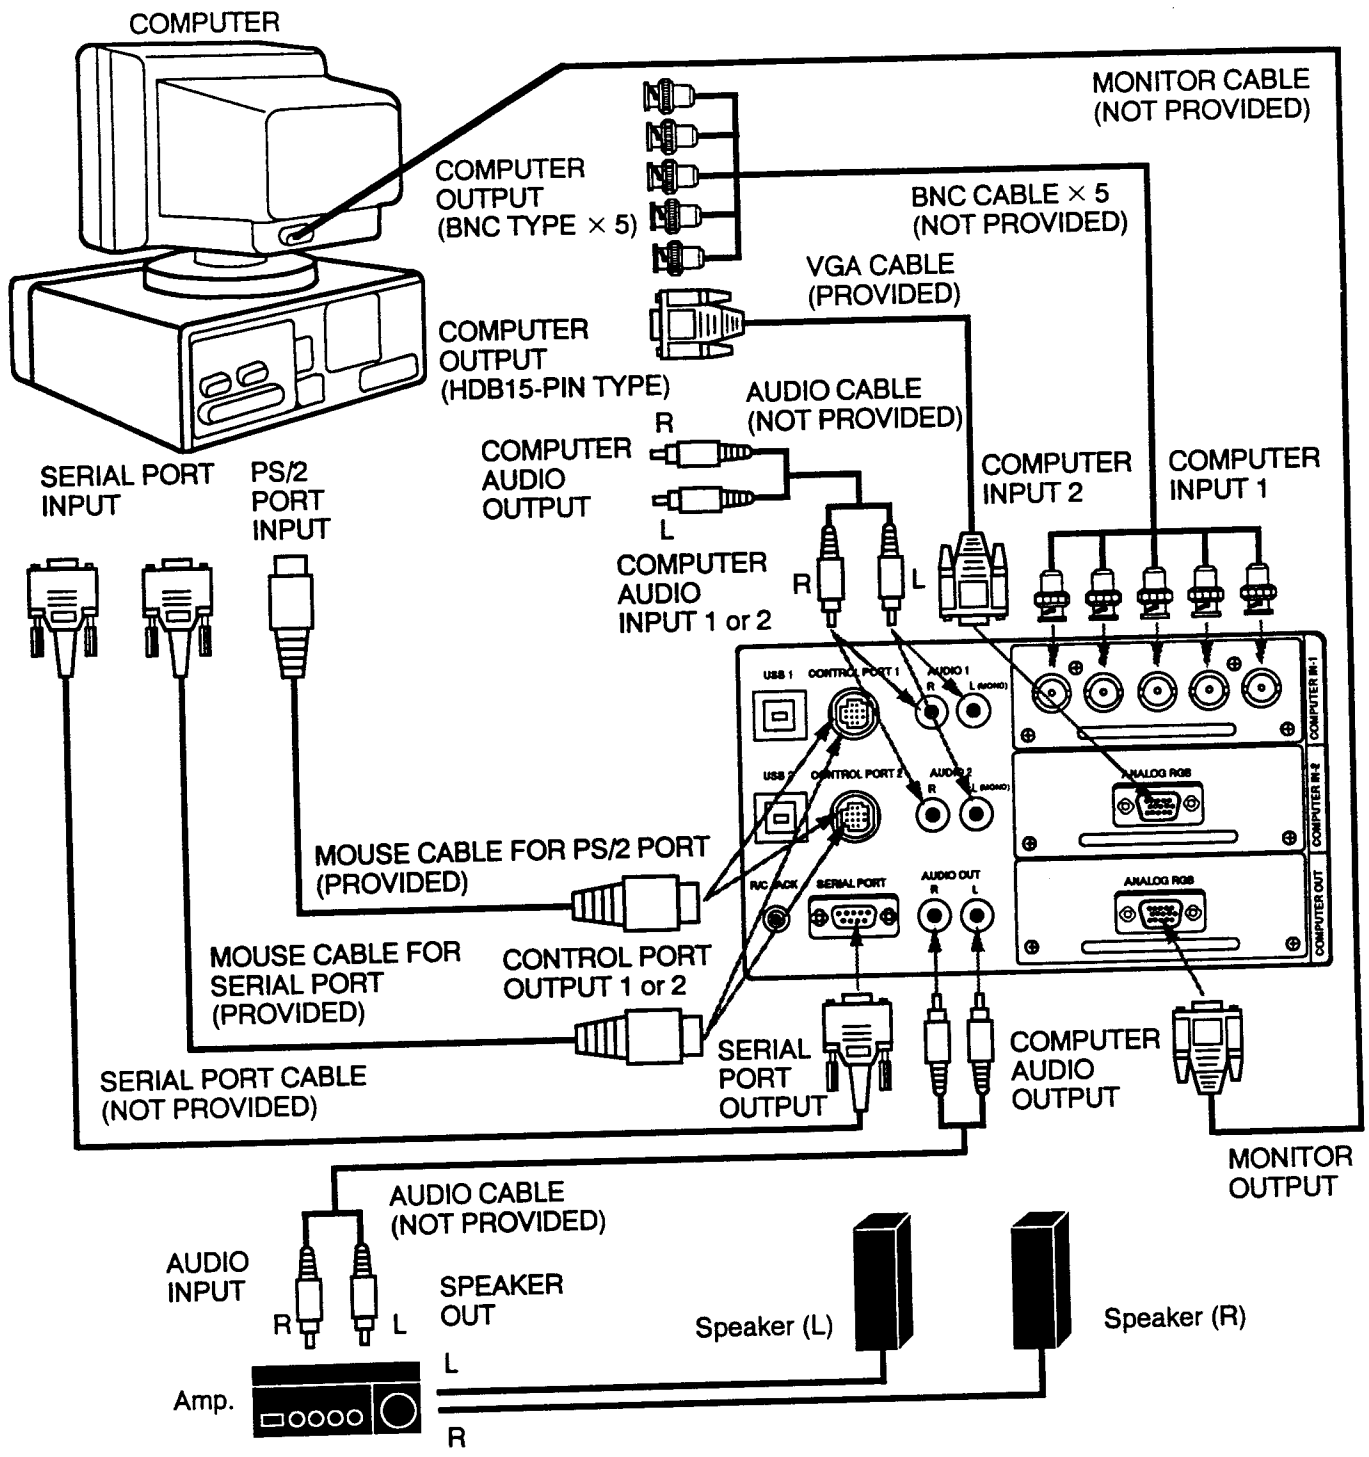 COMPUTER
MONITOR CABLE
(NOT PROVIDED)
COMPUTER
OUTPUT
(BNC TYPE × 5)
BNC CABLE × 5
(NOT PROVIDED)
VGA CABLE
(PROVIDED)
COMPUTER
OUTPUT
(HDB15-PIN TYPE)
AUDIO CABLE
(NOT PROVIDED)
R
COMPUTER
AUDIO
OUTPUT
L
COMPUTER
INPUT 2
COMPUTER
INPUT 1
SERIAL PORT
INPUT
PS/2
PORT
INPUT
COMPUTER
AUDIO
INPUT 1 or 2
R
L
USB 1
CONTROL PORT 1
AUDIO 1
R
L (MONO)
COMPUTER IN-1
USB 2
CONTROL PORT 2
AUDIO 2
R
L (MONO)
ANALOG RGB
COMPUTER IN-2
R/C JACK
SERIAL PORT
AUDIO OUT
R
L
ANALOG RGB
COMPUTER OUT
MOUSE CABLE FOR PS/2 PORT
(PROVIDED)
MOUSE CABLE FOR
SERIAL PORT
(PROVIDED)
CONTROL PORT
OUTPUT 1 or 2
SERIAL PORT CABLE
(NOT PROVIDED)
SERIAL
PORT
OUTPUT
COMPUTER
AUDIO
OUTPUT
MONITOR
OUTPUT
AUDIO CABLE
(NOT PROVIDED)
AUDIO
INPUT
R
L
SPEAKER
OUT
Speaker (L)
Speaker (R)
Amp.
L
R